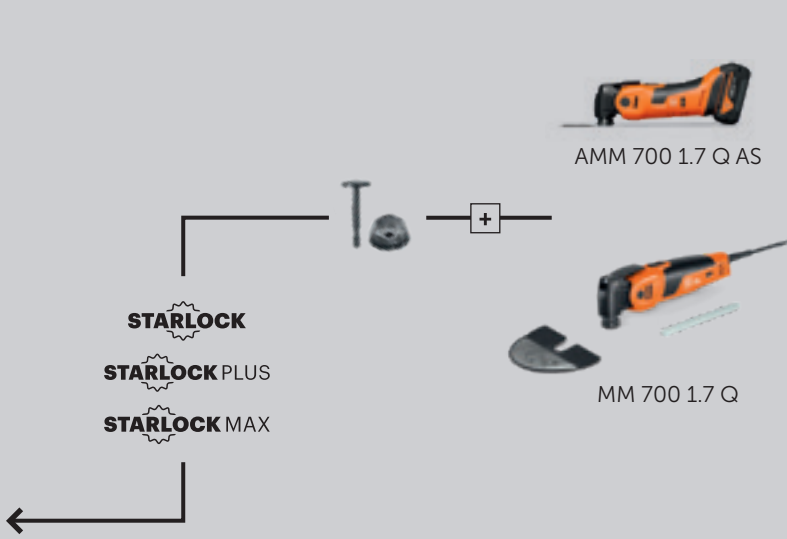 AMM 700 1.7 Q AS
+
STARLOCK
STARLOCK PLUS
STARLOCK MAX
MM 700 1.7 Q